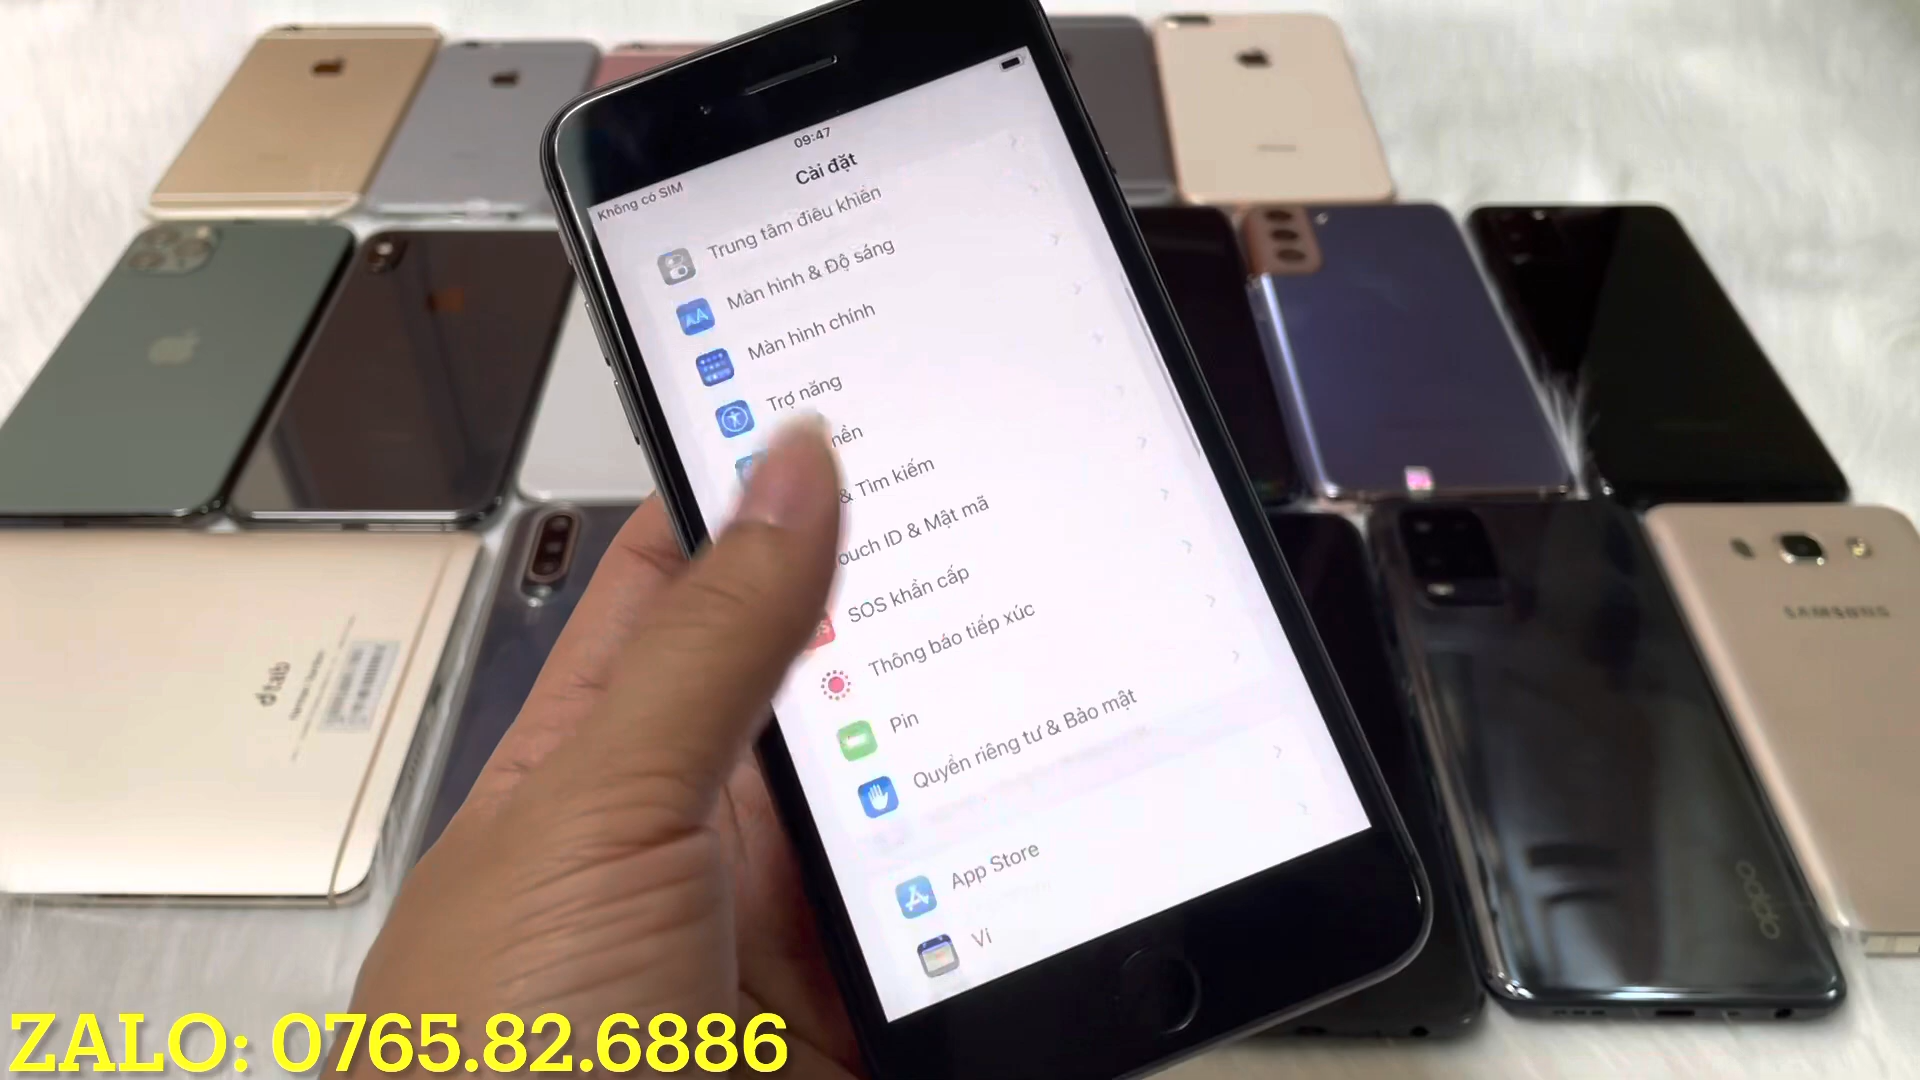 09:47
Không có SIM
Cài đặt
Trung tâm điều khiển
Màn hình & Độ sáng
Màn hình chính
Trợ năng
nền
& Tìm kiếm
ouch ID & Mật mã
SOS khẩn cấp
Thông báo tiếp xúc
Pin
Quyền riêng tư & Bảo mật
App Store
Ví
dtab
SAMSUNG
oppo
ZALO: 0765.82.6886